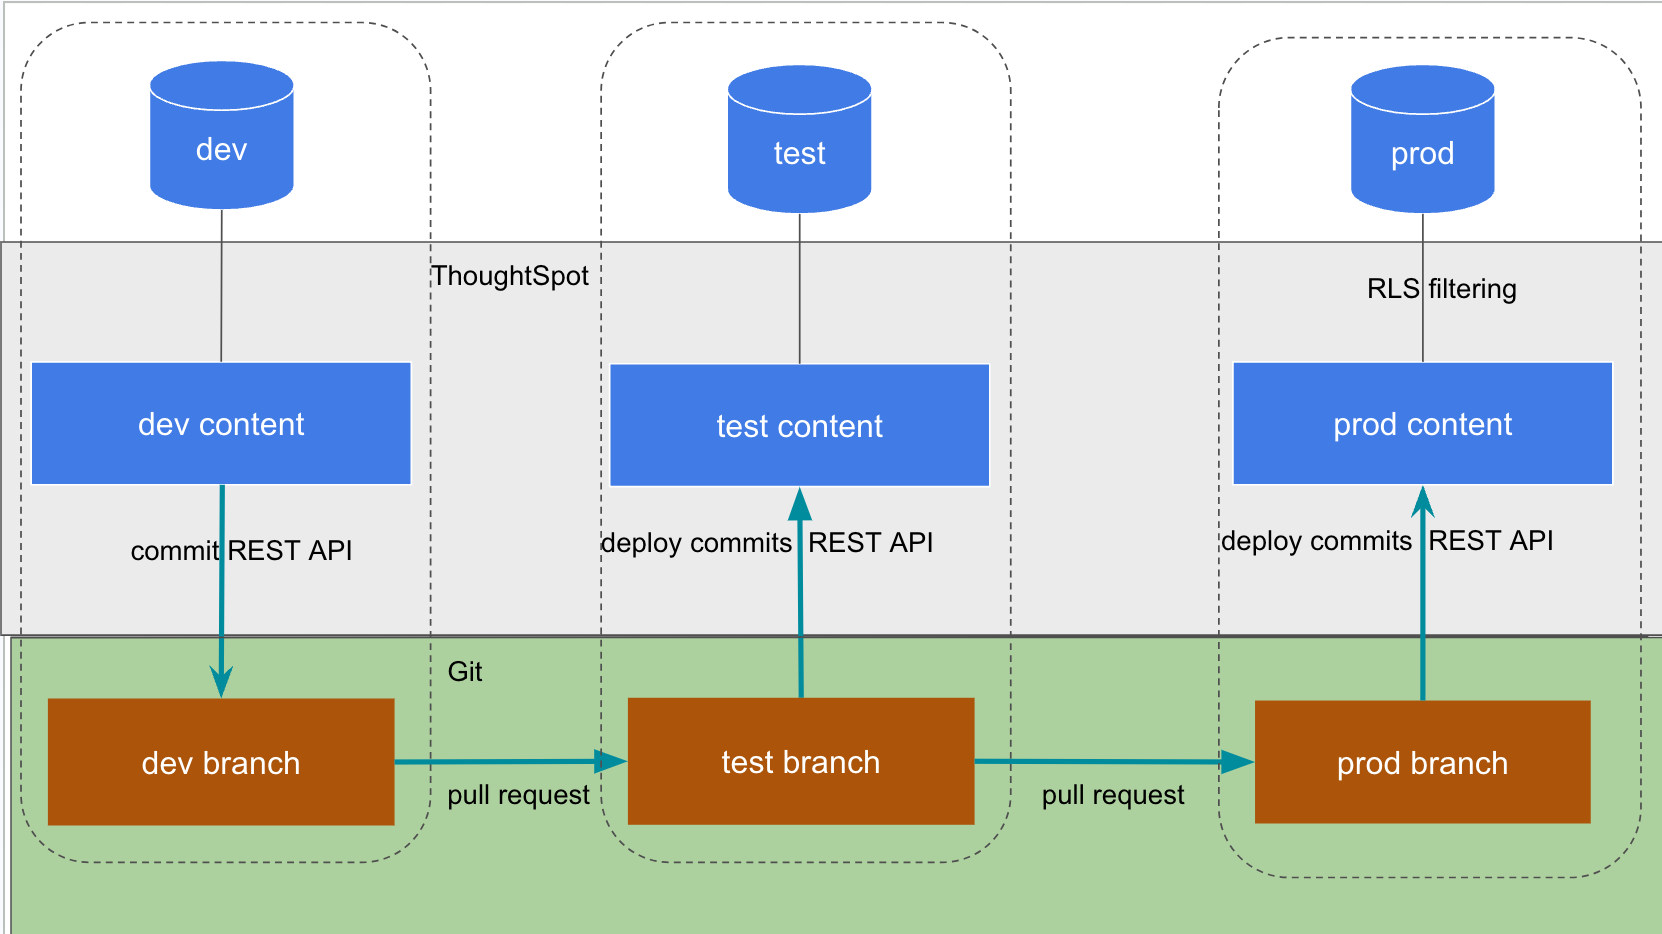 dev
test
prod
ThoughtSpot
RLS filtering
dev content
test content
prod content
commit REST API
deploy commits REST API
deploy commits REST API
Git
dev branch
test branch
prod branch
pull request
pull request